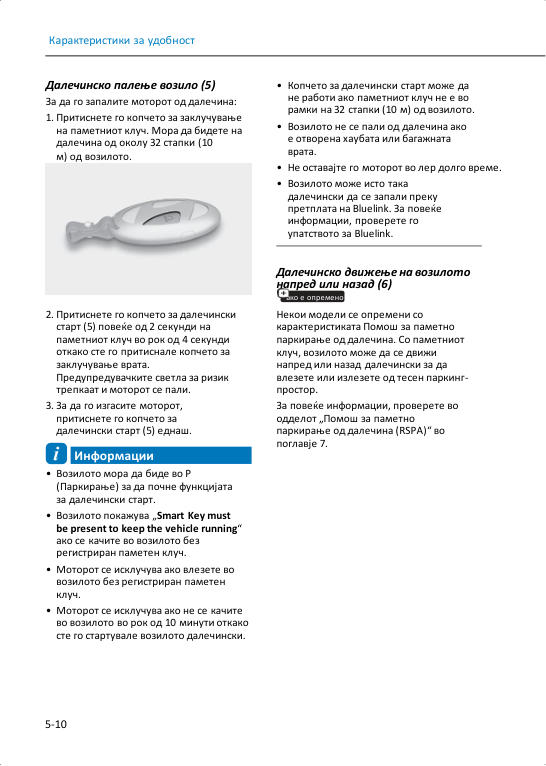 Карактеристики за удобност
Далечинско палење возило (5)
За да го запалите моторот од далечина:
1. Притиснете го копчето за заклучување
на паметниот клуч. Мора да бидете на
далечина од околу 32 стапки (10
м) од возилото.
2. Притиснете го копчето за далечински
старт (5) повеќе од 2 секунди на
паметниот клуч во рок од 4 секунди
откако сте го притиснале копчето за
заклучување врата.
Предупредувачките светла за ризик
трепкаат и моторот се пали.
3. За да го изгасите моторот,
притиснете го копчето за
далечински старт (5) еднаш.
i Информации
• Возилото мора да биде во P
(Паркирање) за да почне функцијата
за далечински старт.
• Возилото покажува „Smart Key must
be present to keep the vehicle running“
ако се качите во возилото без
регистриран паметен клуч.
• Моторот се исклучува ако влезете во
возилото без регистриран паметен
клуч.
• Моторот се исклучува ако не се качите
во возилото во рок од 10 минути откако
сте го стартувале возилото далечински.
• Копчето за далечински старт може да
не работи ако паметниот клуч не е во
рамки на 32 стапки (10 м) од возилото.
• Возилото не се пали од далечина ако
е отворена хаубата или багажната
врата.
• Не оставајте го моторот во лер долго време.
• Возилото може исто така
далечински да се запали преку
претплата на Bluelink. За повеќе
информации, проверете го
упатството за Bluelink.
Далечинско движење на возилото
напред или назад (6)
ако е опремено
Некои модели се опремени со
карактеристиката Помош за паметно
паркирање од далечина. Со паметниот
клуч, возилото може да се движи
напред или назад далечински за да
влезете или излезете од тесен паркинг-
простор.
За повеќе информации, проверете во
одделот „Помош за паметно
паркирање од далечина (RSPA)“ во
поглавје 7.
5-10